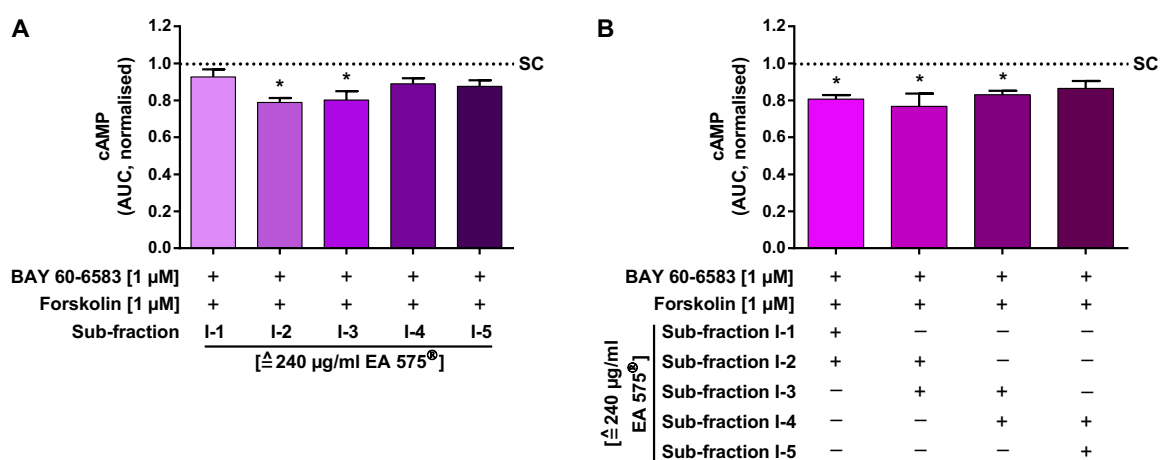 A
cAMP
(AUC, normalised)
1.2
1.0
0.8
0.6
0.4
0.2
0.0
SC
* *
BAY 60-6583 [1 µM] + + + + +
Forskolin [1 µM] + + + + +
Sub-fraction I-1 I-2 I-3 I-4 I-5
[≙ 240 µg/ml EA 575®]
B
cAMP
(AUC, normalised)
1.2
1.0
0.8
0.6
0.4
0.2
0.0
SC
* * *
BAY 60-6583 [1 µM] + + + +
Forskolin [1 µM] + + + +
[≙ 240 µg/ml
EA 575®]
Sub-fraction I-1 + − − −
Sub-fraction I-2 + + − −
Sub-fraction I-3 − + + −
Sub-fraction I-4 − − + +
Sub-fraction I-5 − − − +